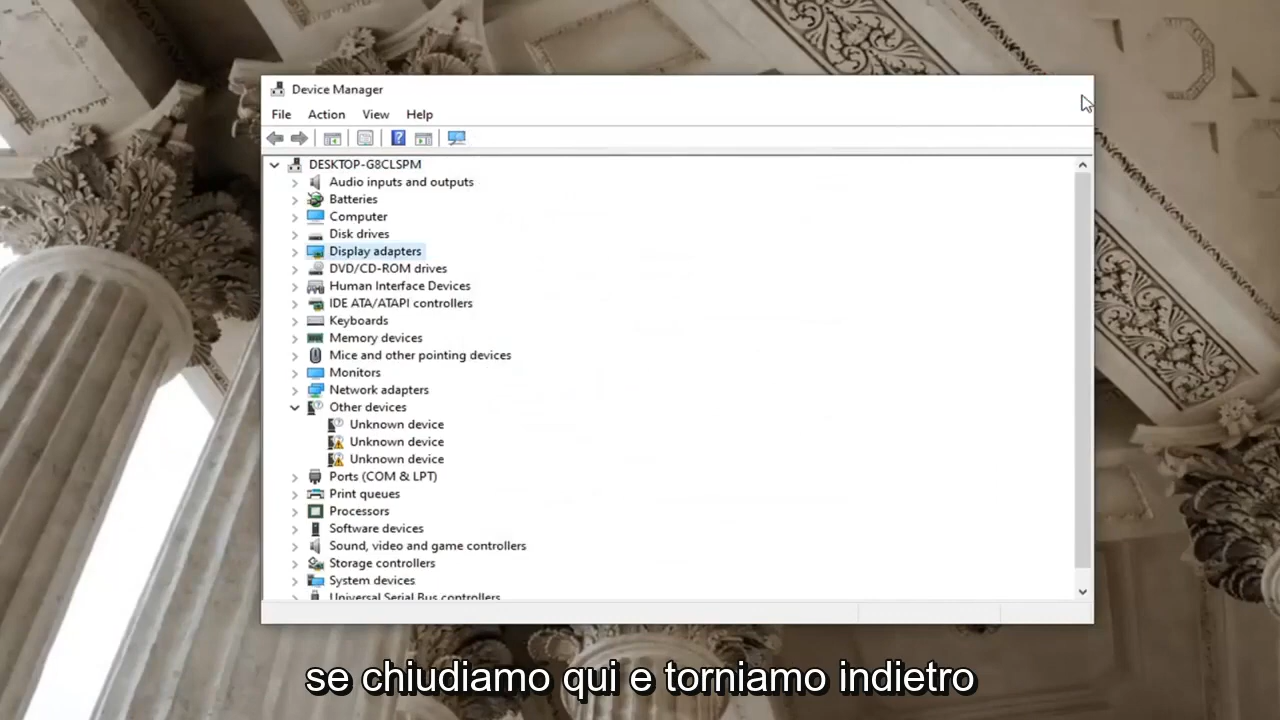 Device Manager
File Action View Help
DESKTOP-G8CLSPM
Audio inputs and outputs
Batteries
Computer
Disk drives
Display adapters
DVD/CD-ROM drives
Human Interface Devices
IDE ATA/ATAPI controllers
Keyboards
Memory devices
Mice and other pointing devices
Monitors
Network adapters
Other devices
Unknown device
Unknown device
Unknown device
Ports (COM & LPT)
Print queues
Processors
Software devices
Sound, video and game controllers
Storage controllers
System devices
Universal Serial Bus controllers
se chiudiamo qui e torniamo indietro